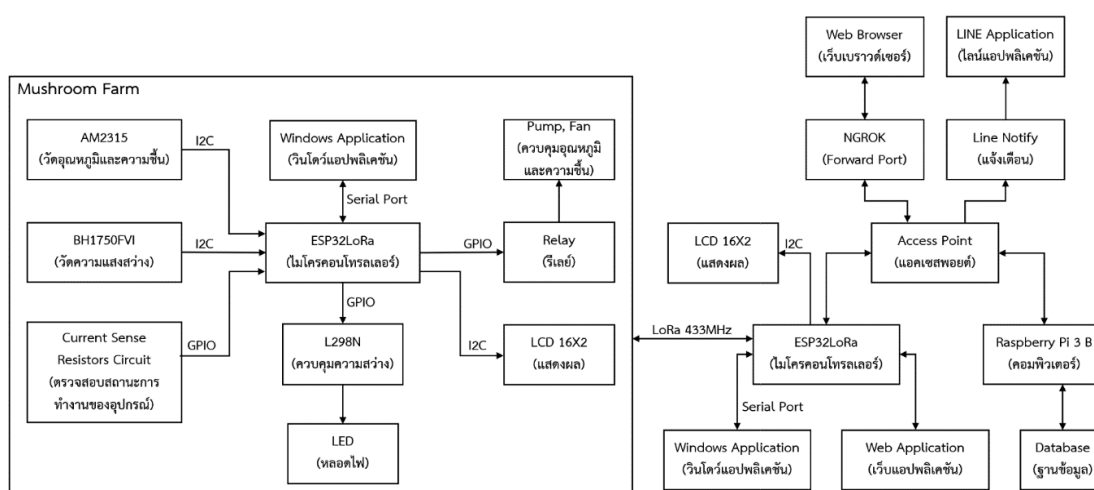 Mushroom Farm
AM2315
(วัดอุณหภูมิและความชื้น)
I2C
BH1750FVI
(วัดความแสงสว่าง)
I2C
Current Sense
Resistors Circuit
(ตรวจสอบสถานะการ
ทำงานของอุปกรณ์)
GPIO
Windows Application
(วินโดว์แอปพลิเคชัน)
Serial Port
ESP32LoRa
(ไมโครคอนโทรลเลอร์)
GPIO
L298N
(ควบคุมความสว่าง)
LED
(หลอดไฟ)
Pump, Fan
(ควบคุมอุณหภูมิ
และความชื้น)
GPIO
Relay
(รีเลย์)
I2C
LCD 16X2
(แสดงผล)
LoRa 433MHz
Web Browser
(เว็บเบราวด์เซอร์)
LINE Application
(ไลน์แอปพลิเคชัน)
NGROK
(Forward Port)
Line Notify
(แจ้งเตือน)
LCD 16X2
(แสดงผล)
I2C
Access Point
(แอคเซสพอยต์)
ESP32LoRa
(ไมโครคอนโทรลเลอร์)
Raspberry Pi 3 B
(คอมพิวเตอร์)
Serial Port
Windows Application
(วินโดว์แอปพลิเคชัน)
Web Application
(เว็บแอปพลิเคชัน)
Database
(ฐานข้อมูล)